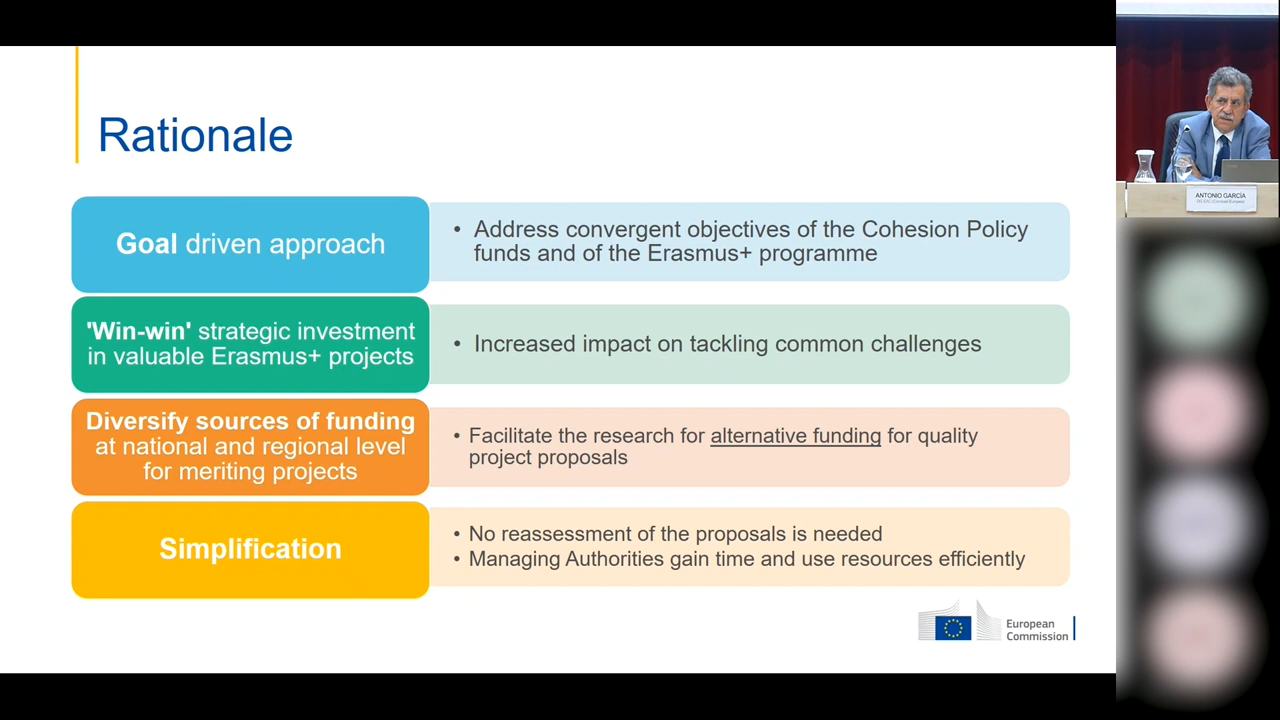 Rationale
Goal driven approach
• Address convergent objectives of the Cohesion Policy
funds and of the Erasmus+ programme
'Win-win' strategic investment
in valuable Erasmus+ projects
• Increased impact on tackling common challenges
Diversify sources of funding
at national and regional level
for meriting projects
• Facilitate the research for alternative funding for quality
project proposals
Simplification
• No reassessment of the proposals is needed
• Managing Authorities gain time and use resources efficiently
European
Commission
ANTONIO GARCÍA